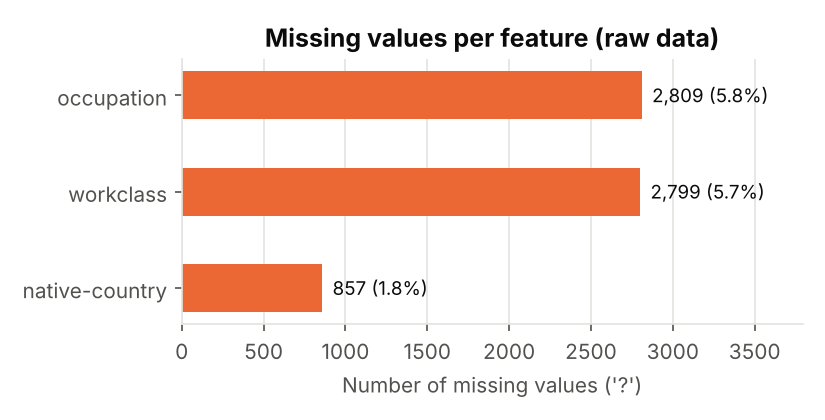 Missing values per feature (raw data)
occupation
2,809 (5.8%)
workclass
2,799 (5.7%)
native-country
857 (1.8%)
0 500 1000 1500 2000 2500 3000 3500
Number of missing values ('?')